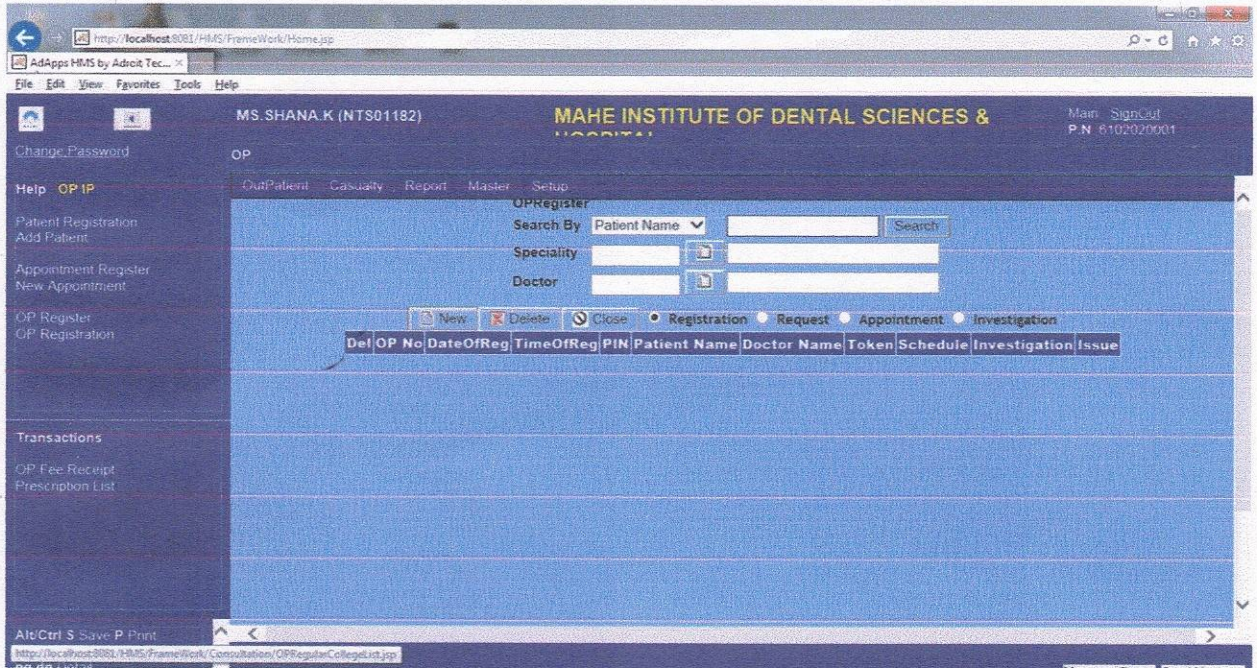 http://localhost:8081/HMS/FrameWork/Home.jsp
AdApps HMS by Adroit Tec...
File Edit View Favorites Tools Help
MS.SHANA.K (NTS01182)
MAHE INSTITUTE OF DENTAL SCIENCES &
HOSPITAL
Main SignOut
P.N 6102020001
Change Password
OP
Help OP IP
OutPatient Casualty Report Master Setup
OPRegister
Patient Registration
Add Patient
Search By Patient Name Search
Speciality
Appointment Register
New Appointment
Doctor
OP Register
OP Registration
New Delete Close Registration Request Appointment Investigation
Del OP No DateOfReg TimeOfReg PIN Patient Name Doctor Name Token Schedule Investigation Issue
Transactions
OP Fee Receipt
Prescription List
Alt/Ctrl S Save P Print
http://localhost:8081/HMS/FrameWork/Consultation/OPRegularCollegeList.jsp